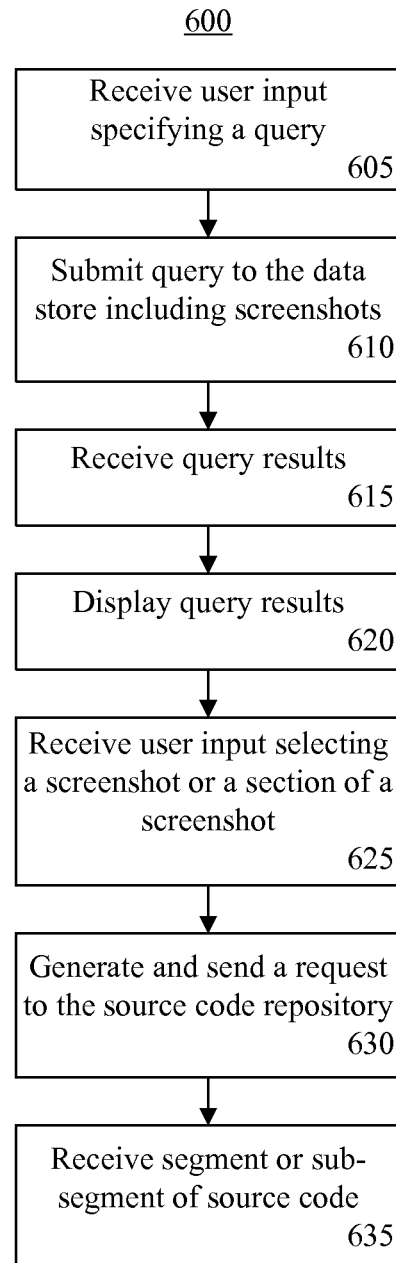 600
Receive user input
specifying a query
605
Submit query to the data
store including screenshots
610
Receive query results
615
Display query results
620
Receive user input selecting
a screenshot or a section of a
screenshot
625
Generate and send a request
to the source code repository
630
Receive segment or sub-
segment of source code
635